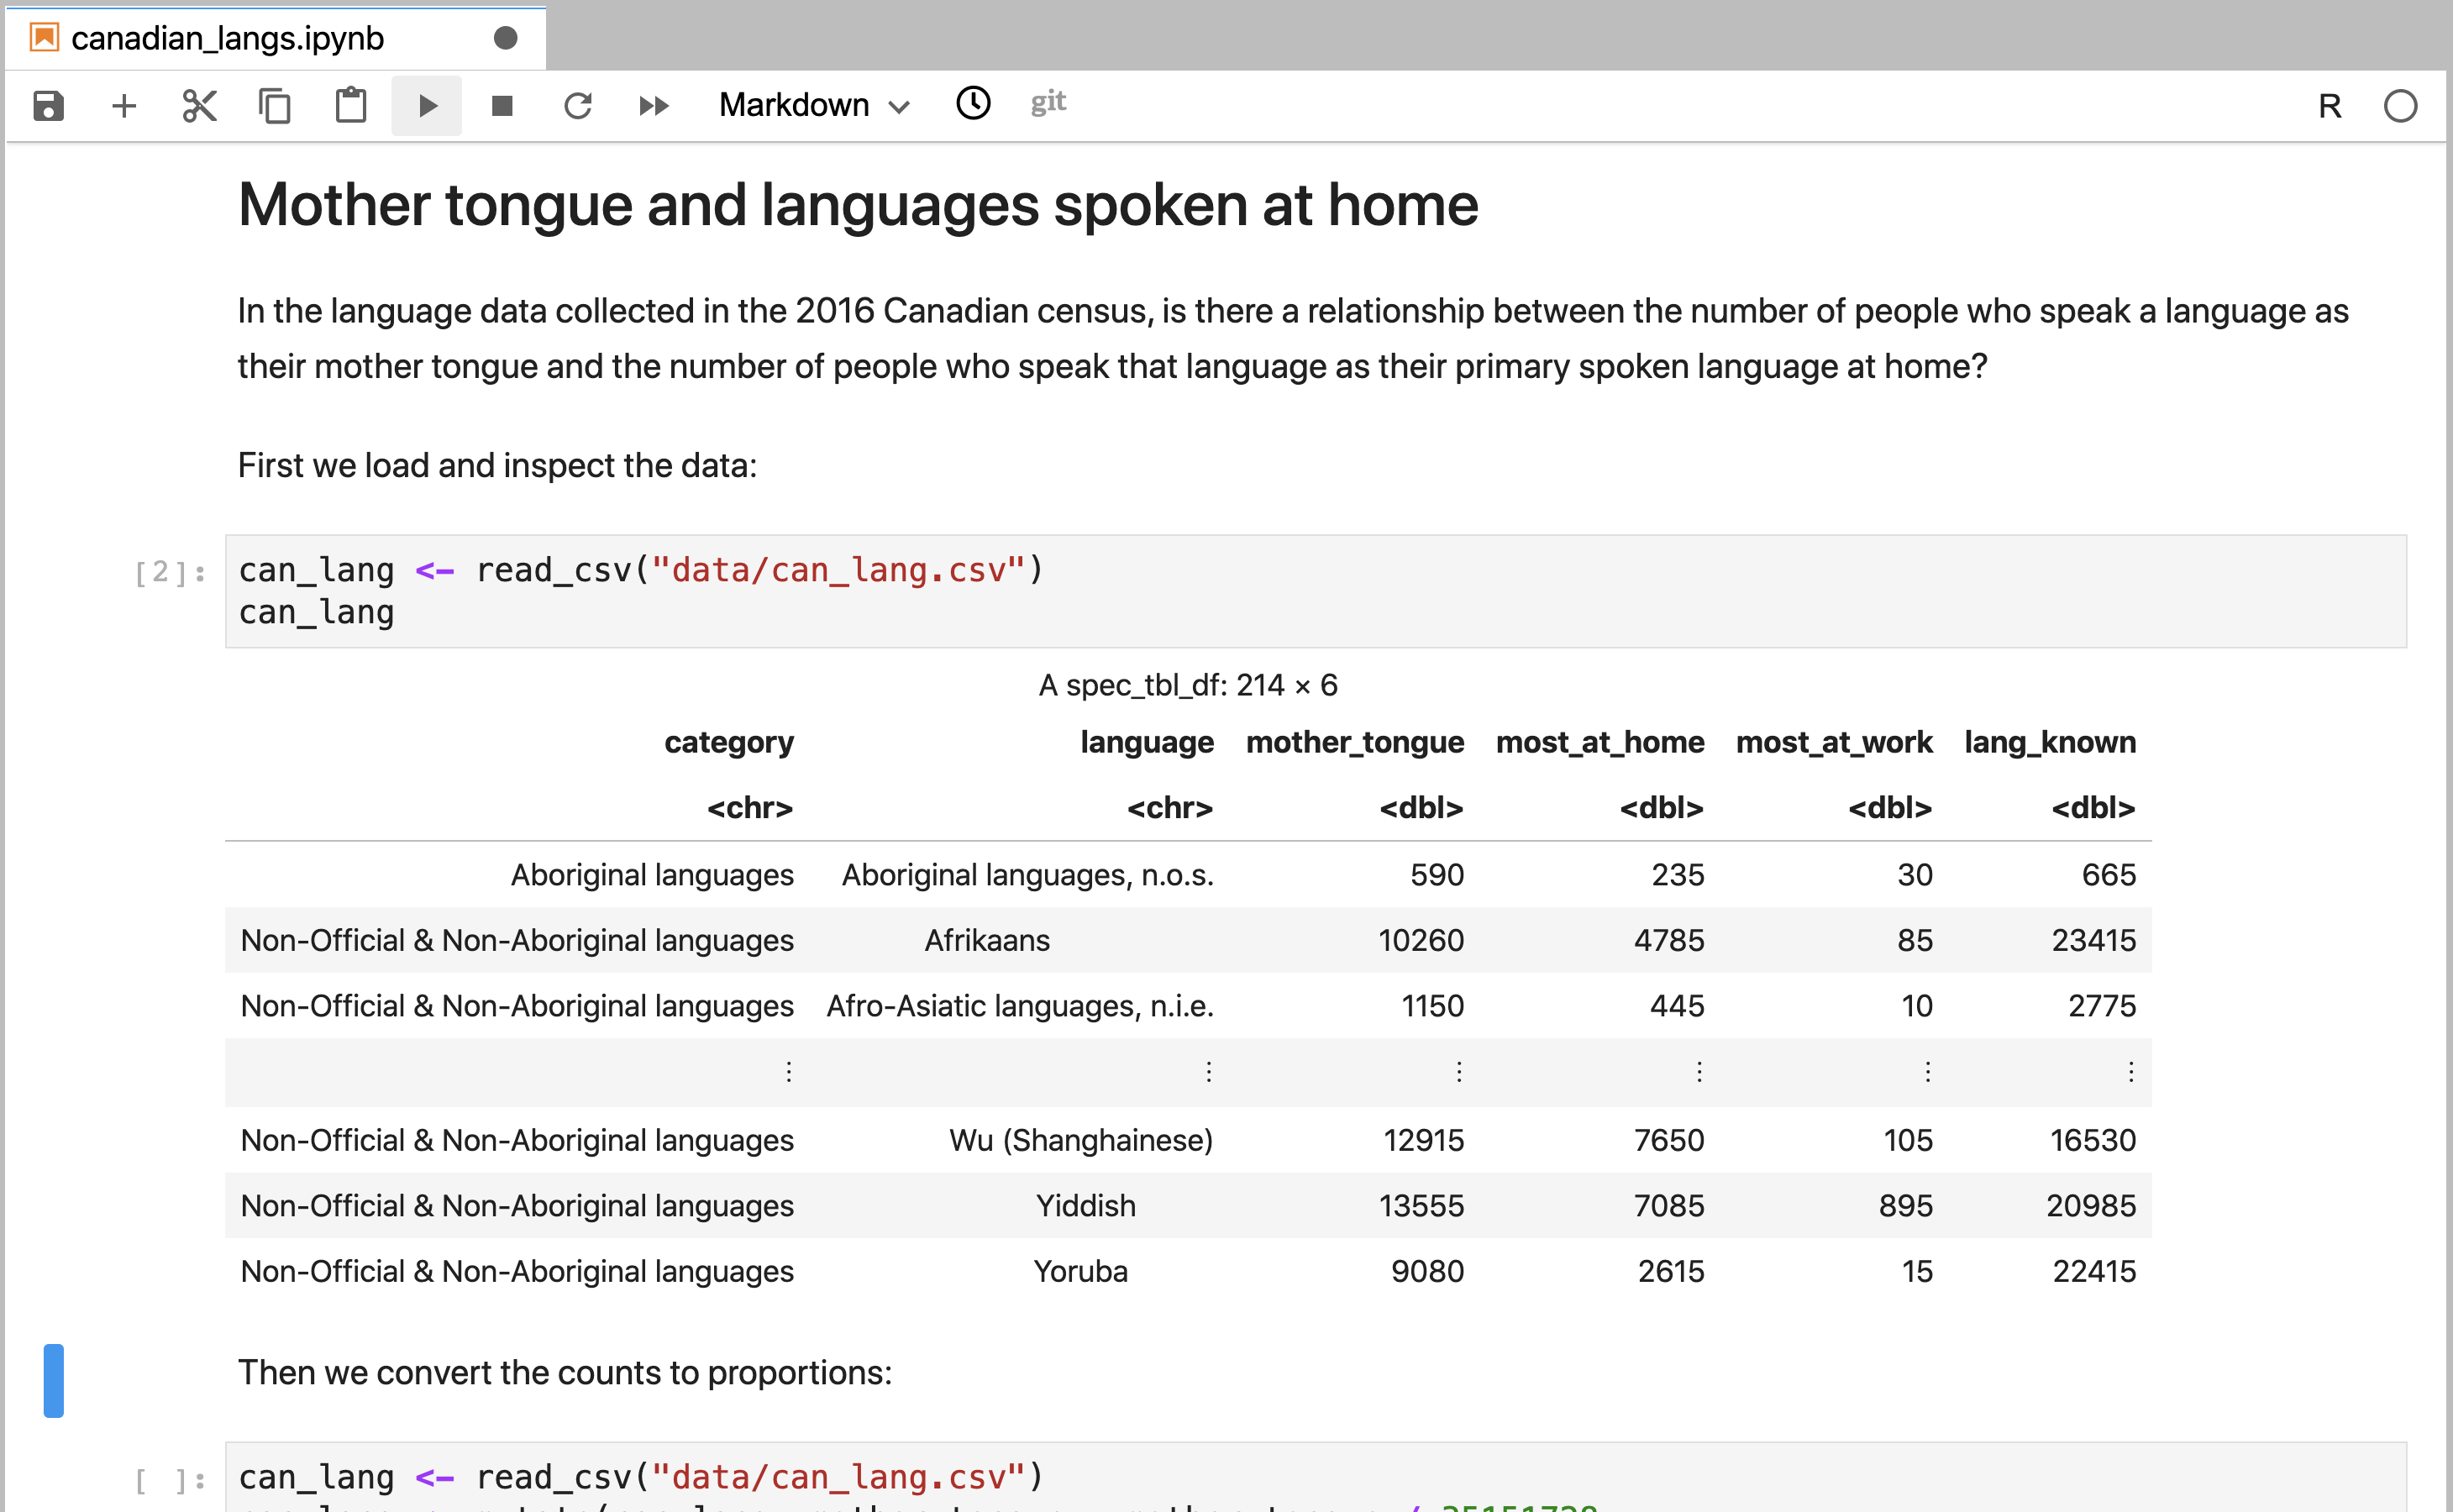 canadian_langs.ipynb
Markdown git R
Mother tongue and languages spoken at home
In the language data collected in the 2016 Canadian census, is there a relationship between the number of people who speak a language as
their mother tongue and the number of people who speak that language as their primary spoken language at home?
First we load and inspect the data:
[2]: can_lang <- read_csv("data/can_lang.csv")
can_lang
A spec_tbl_df: 214 × 6
category language mother_tongue most_at_home most_at_work lang_known
<chr> <chr> <dbl> <dbl> <dbl> <dbl>
Aboriginal languages Aboriginal languages, n.o.s. 590 235 30 665
Non-Official & Non-Aboriginal languages Afrikaans 10260 4785 85 23415
Non-Official & Non-Aboriginal languages Afro-Asiatic languages, n.i.e. 1150 445 10 2775
⋮ ⋮ ⋮ ⋮ ⋮ ⋮
Non-Official & Non-Aboriginal languages Wu (Shanghainese) 12915 7650 105 16530
Non-Official & Non-Aboriginal languages Yiddish 13555 7085 895 20985
Non-Official & Non-Aboriginal languages Yoruba 9080 2615 15 22415
Then we convert the counts to proportions:
[ ]: can_lang <- read_csv("data/can_lang.csv")